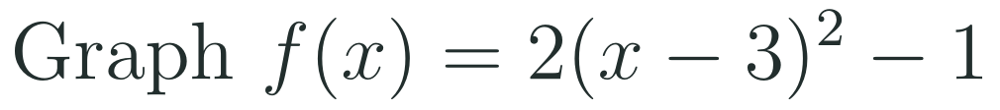 Graph f(x) = 2(x − 3)² − 1